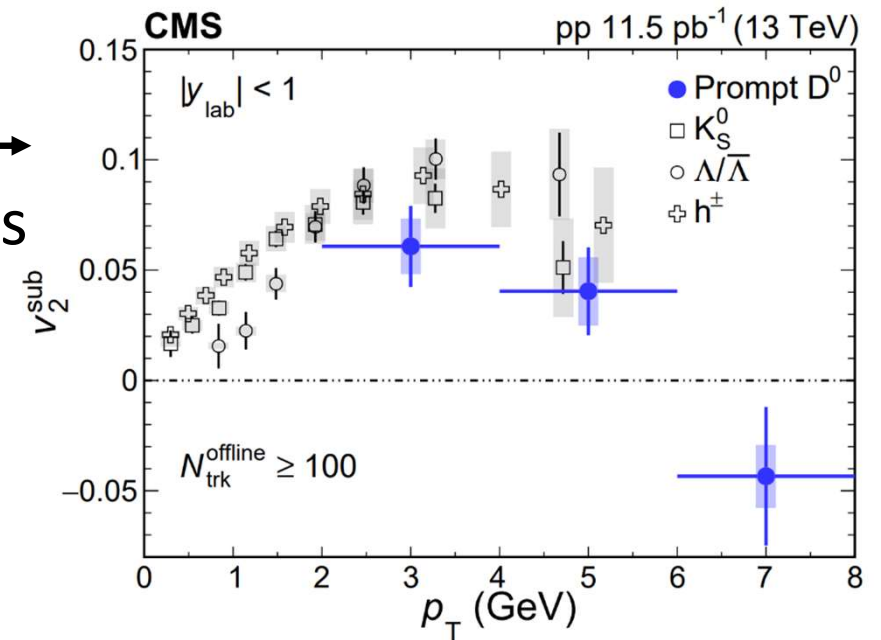 CMS pp 11.5 pb⁻¹ (13 TeV)
|y_lab| < 1
Prompt D⁰
K⁰_S
Λ/Λ̅
h±
s
N_trk^offline ≥ 100
v₂^sub
0.15
0.1
0.05
0
−0.05
0 1 2 3 4 5 6 7 8
p_T (GeV)